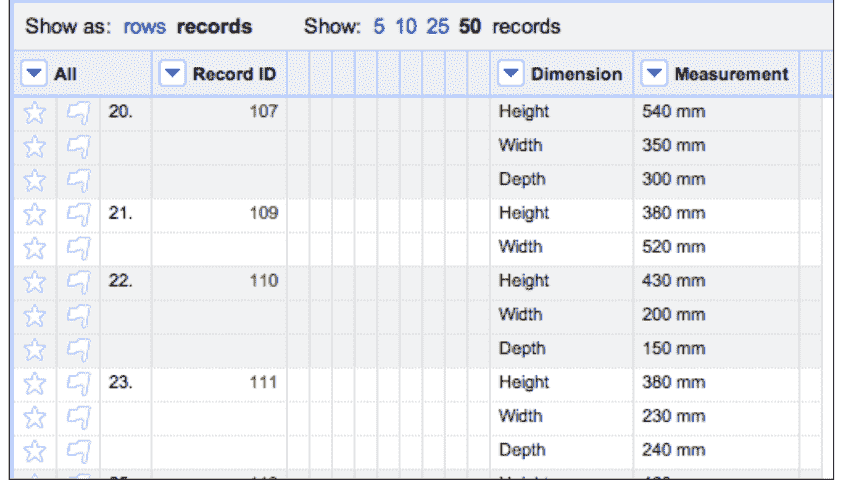 Show as: rows records Show: 5 10 25 50 records
All Record ID Dimension Measurement
20. 107 Height 540 mm
Width 350 mm
Depth 300 mm
21. 109 Height 380 mm
Width 520 mm
22. 110 Height 430 mm
Width 200 mm
Depth 150 mm
23. 111 Height 380 mm
Width 230 mm
Depth 240 mm